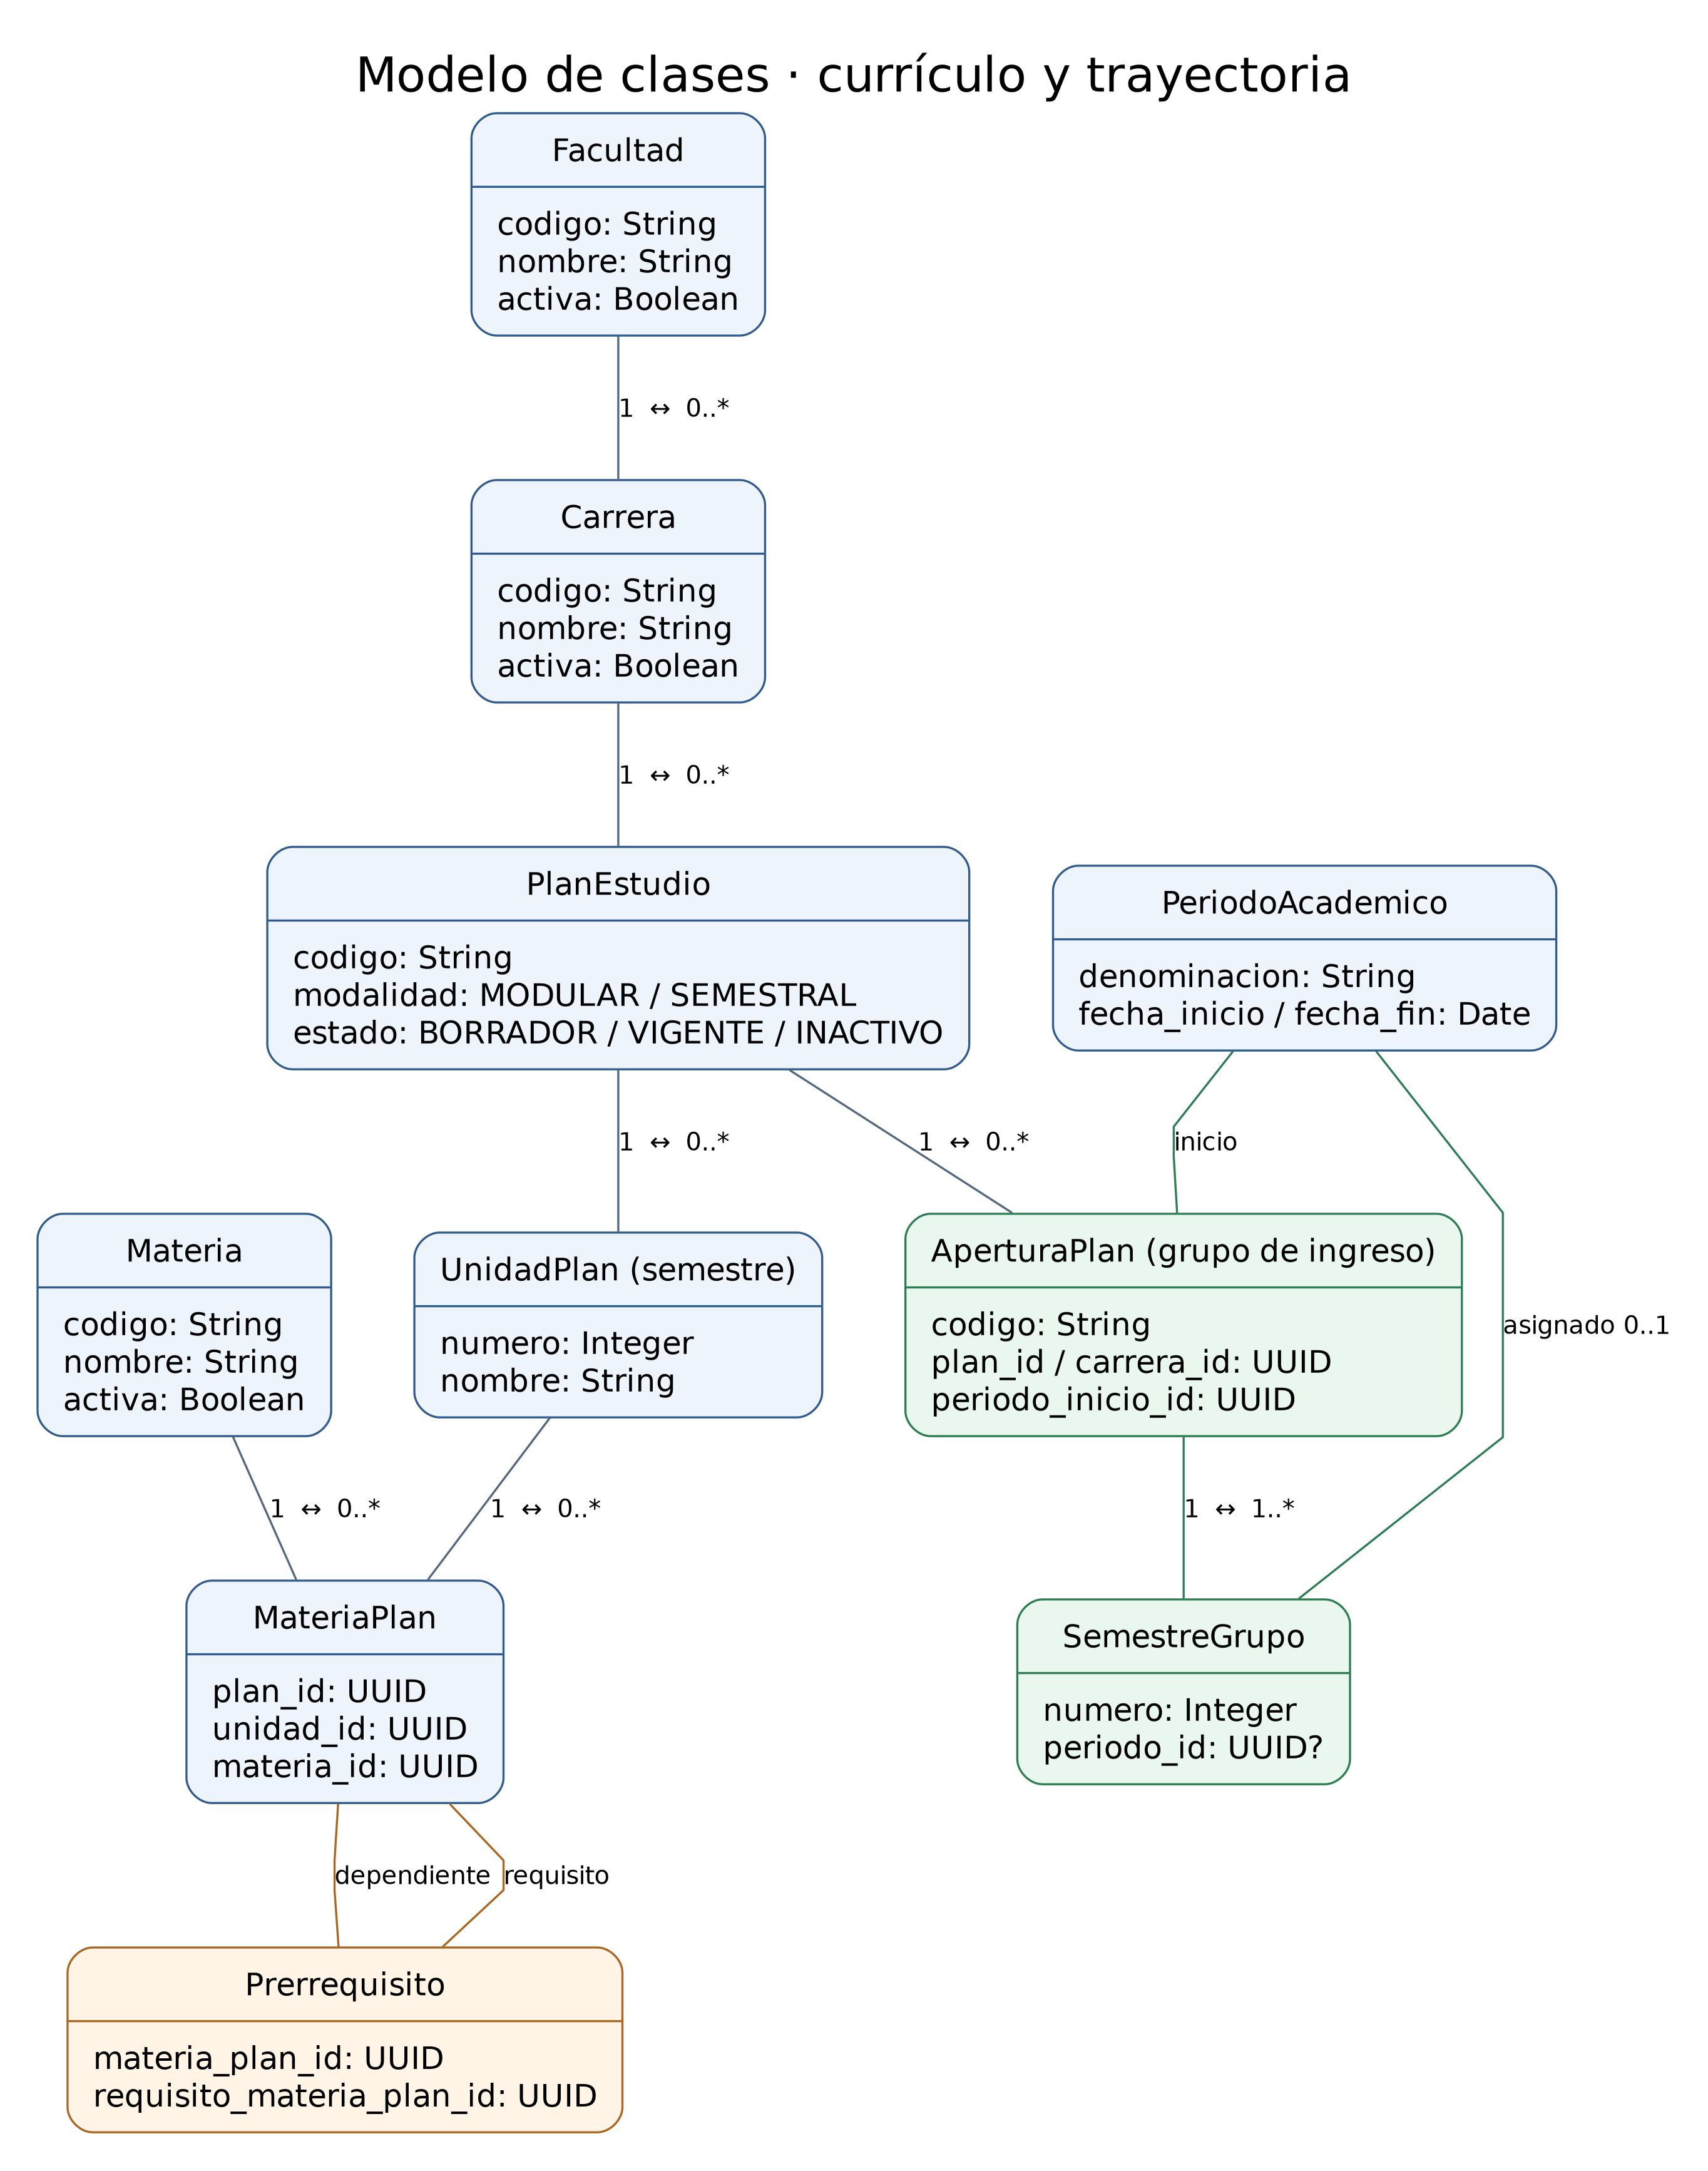 Modelo de clases · currículo y trayectoria
Facultad
codigo: String
nombre: String
activa: Boolean
1 ↔ 0..*
Carrera
codigo: String
nombre: String
activa: Boolean
1 ↔ 0..*
PlanEstudio
codigo: String
modalidad: MODULAR / SEMESTRAL
estado: BORRADOR / VIGENTE / INACTIVO
PeriodoAcademico
denominacion: String
fecha_inicio / fecha_fin: Date
1 ↔ 0..*
1 ↔ 0..*
inicio
Materia
codigo: String
nombre: String
activa: Boolean
UnidadPlan (semestre)
numero: Integer
nombre: String
AperturaPlan (grupo de ingreso)
codigo: String
plan_id / carrera_id: UUID
periodo_inicio_id: UUID
asignado 0..1
1 ↔ 0..*
1 ↔ 0..*
1 ↔ 1..*
MateriaPlan
plan_id: UUID
unidad_id: UUID
materia_id: UUID
SemestreGrupo
numero: Integer
periodo_id: UUID?
dependiente
requisito
Prerrequisito
materia_plan_id: UUID
requisito_materia_plan_id: UUID